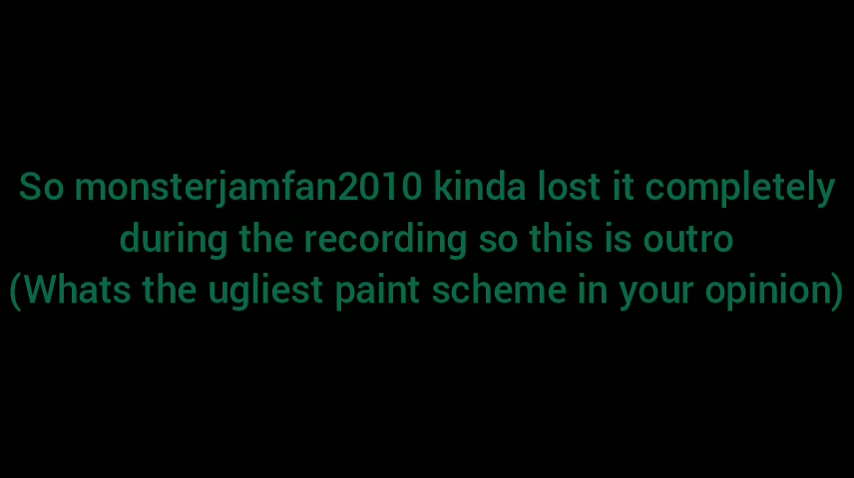 So monsterjamfan2010 kinda lost it completely
during the recording so this is outro
(Whats the ugliest paint scheme in your opinion)